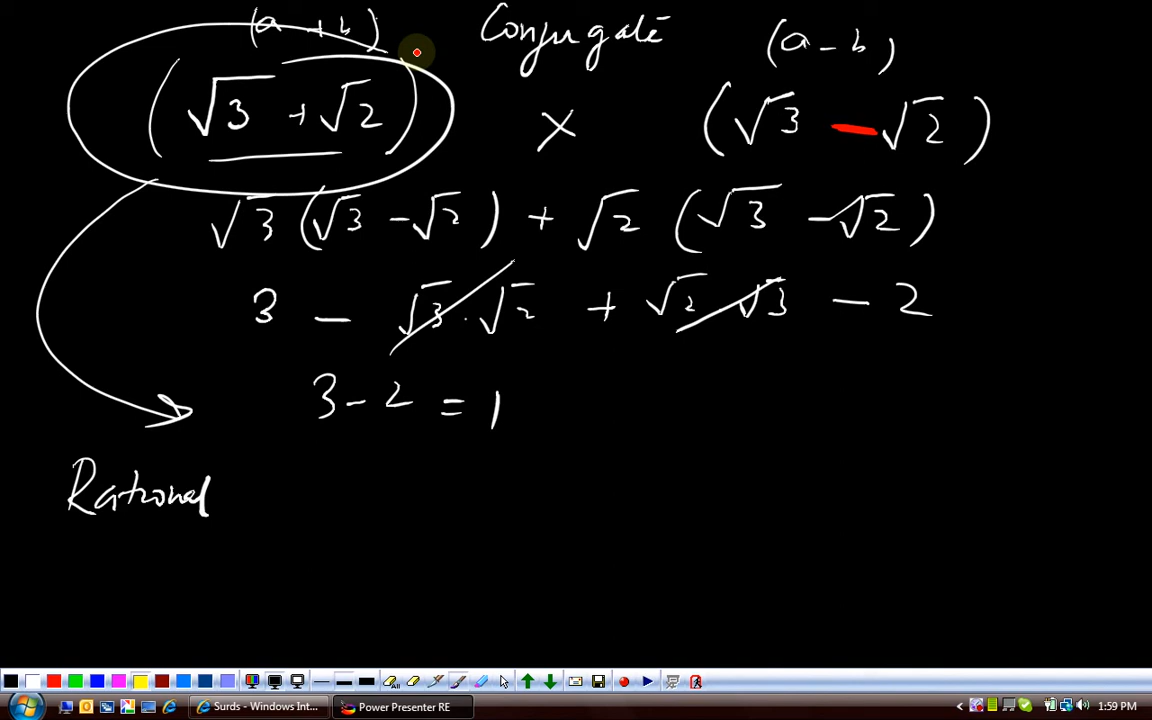 (a + b) Conjugate (a - b)
(√3 + √2) × (√3 - √2)
√3 (√3 - √2) + √2 (√3 - √2)
3 - √3 . √2 + √2 √3 - 2
3 - 2 = 1
Rational
All
Surds - Windows Int... Power Presenter RE 1:59 PM